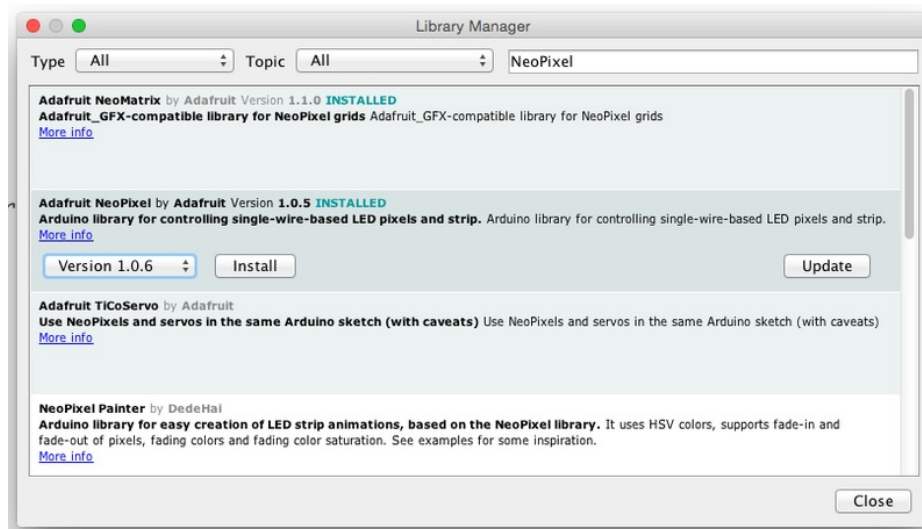 Library Manager
Type All Topic All NeoPixel
Adafruit NeoMatrix by Adafruit Version 1.1.0 INSTALLED
Adafruit_GFX-compatible library for NeoPixel grids Adafruit_GFX-compatible library for NeoPixel grids
More info
Adafruit NeoPixel by Adafruit Version 1.0.5 INSTALLED
Arduino library for controlling single-wire-based LED pixels and strip. Arduino library for controlling single-wire-based LED pixels and strip.
More info
Version 1.0.6 Install Update
Adafruit TiCoServo by Adafruit
Use NeoPixels and servos in the same Arduino sketch (with caveats) Use NeoPixels and servos in the same Arduino sketch (with caveats)
More info
NeoPixel Painter by DedeHai
Arduino library for easy creation of LED strip animations, based on the NeoPixel library. It uses HSV colors, supports fade-in and
fade-out of pixels, fading colors and fading color saturation. See examples for some inspiration.
More info
Close